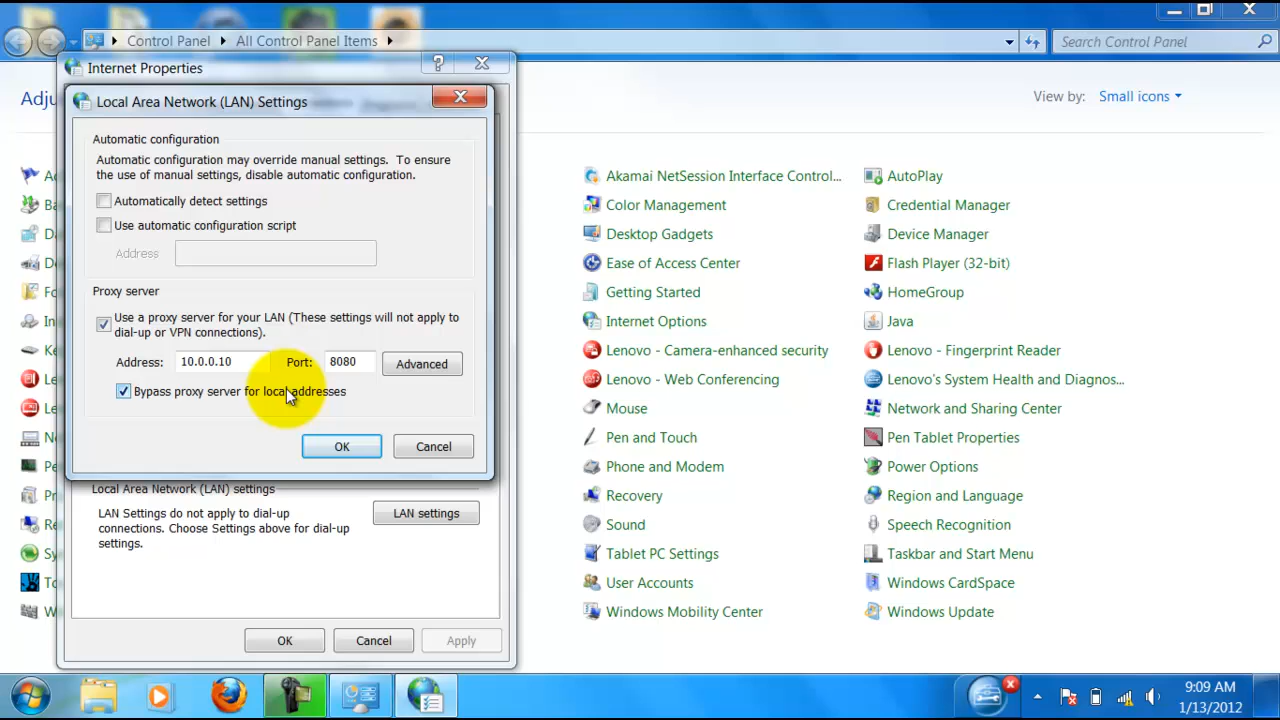 Control Panel
All Control Panel Items
Search Control Panel
Internet Properties
Adju
View by: Small icons
Local Area Network (LAN) Settings
Automatic configuration
Automatic configuration may override manual settings. To ensure
the use of manual settings, disable automatic configuration.
Automatically detect settings
Use automatic configuration script
Address
Proxy server
Use a proxy server for your LAN (These settings will not apply to
dial-up or VPN connections).
Address: 10.0.0.10 Port: 8080 Advanced
Bypass proxy server for local addresses
OK Cancel
Local Area Network (LAN) settings
LAN Settings do not apply to dial-up
connections. Choose Settings above for dial-up
settings.
LAN settings
OK Cancel Apply
Akamai NetSession Interface Control...
Color Management
Desktop Gadgets
Ease of Access Center
Getting Started
Internet Options
Lenovo - Camera-enhanced security
Lenovo - Web Conferencing
Mouse
Pen and Touch
Phone and Modem
Recovery
Sound
Tablet PC Settings
User Accounts
Windows Mobility Center
AutoPlay
Credential Manager
Device Manager
Flash Player (32-bit)
HomeGroup
Java
Lenovo - Fingerprint Reader
Lenovo's System Health and Diagnos...
Network and Sharing Center
Pen Tablet Properties
Power Options
Region and Language
Speech Recognition
Taskbar and Start Menu
Windows CardSpace
Windows Update
9:09 AM
1/13/2012